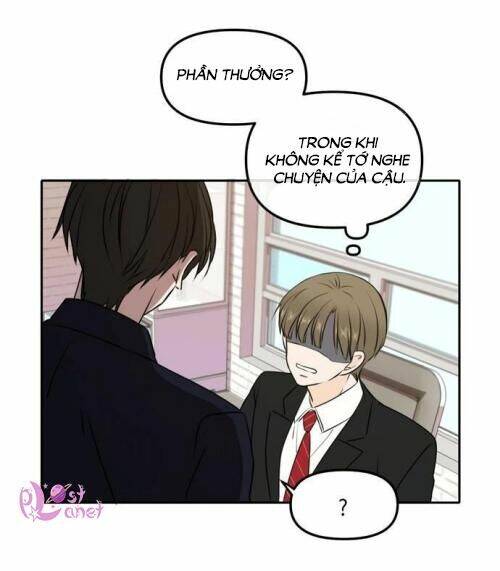 PHẦN THƯỞNG?
TRONG KHI
KHÔNG KỂ TỚ NGHE
CHUYỆN CỦA CẬU.
?
Lost
Planet